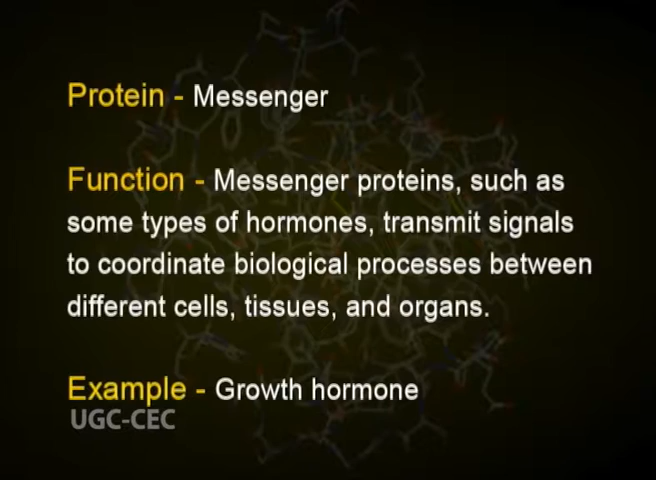 Protein - Messenger
Function - Messenger proteins, such as
some types of hormones, transmit signals
to coordinate biological processes between
different cells, tissues, and organs.
Example - Growth hormone
UGC-CEC